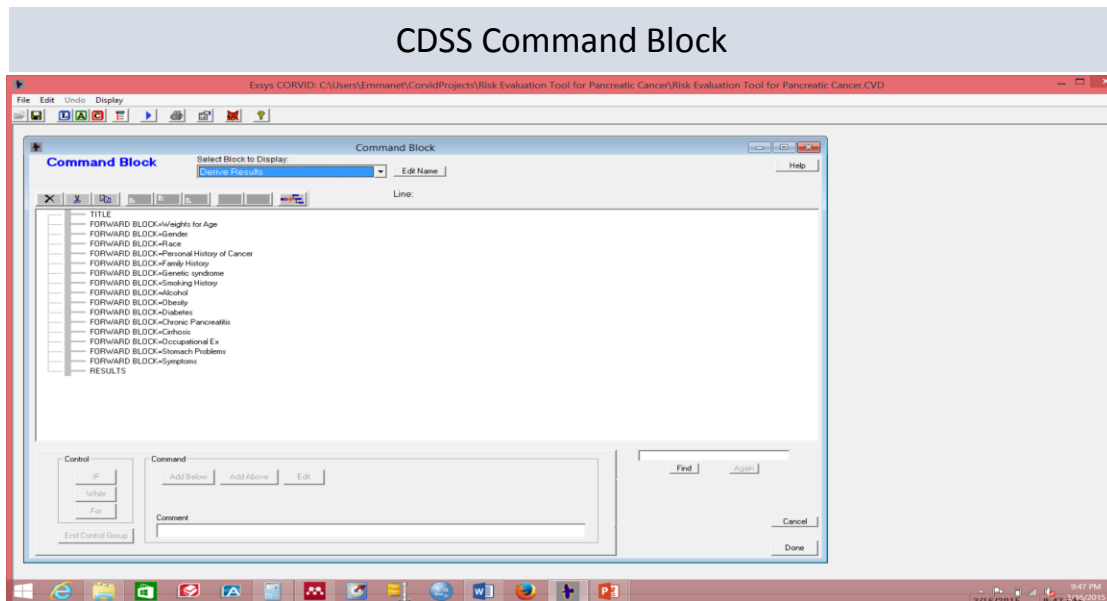 CDSS Command Block
Exsys CORVID: C:\Users\Emmanet\CorvidProjects\Risk Evaluation Tool for Pancreatic Cancer\Risk Evaluation Tool for Pancreatic Cancer.CVD
File Edit Undo Display
Command Block
Command Block
Select Block to Display:
Derive Results
Edit Name
Help
Line:
TITLE
FORWARD BLOCK=Weights for Age
FORWARD BLOCK=Gender
FORWARD BLOCK=Race
FORWARD BLOCK=Personal History of Cancer
FORWARD BLOCK=Family History
FORWARD BLOCK=Genetic syndrome
FORWARD BLOCK=Smoking History
FORWARD BLOCK=Alcohol
FORWARD BLOCK=Obesity
FORWARD BLOCK=Diabetes
FORWARD BLOCK=Chronic Pancreatitis
FORWARD BLOCK=Cirrhosis
FORWARD BLOCK=Occupational Ex
FORWARD BLOCK=Stomach Problems
FORWARD BLOCK=Symptoms
RESULTS
Control
IF
While
For
End Control Group
Command
Add Below Add Above Edit
Comment
Find Again
Cancel
Done
9:47 PM
3/16/2015